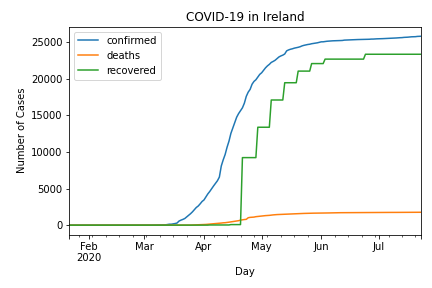 COVID-19 in Ireland
confirmed
deaths
recovered
Number of Cases
25000
20000
15000
10000
5000
0
Feb
2020
Mar
Apr
May
Jun
Jul
Day